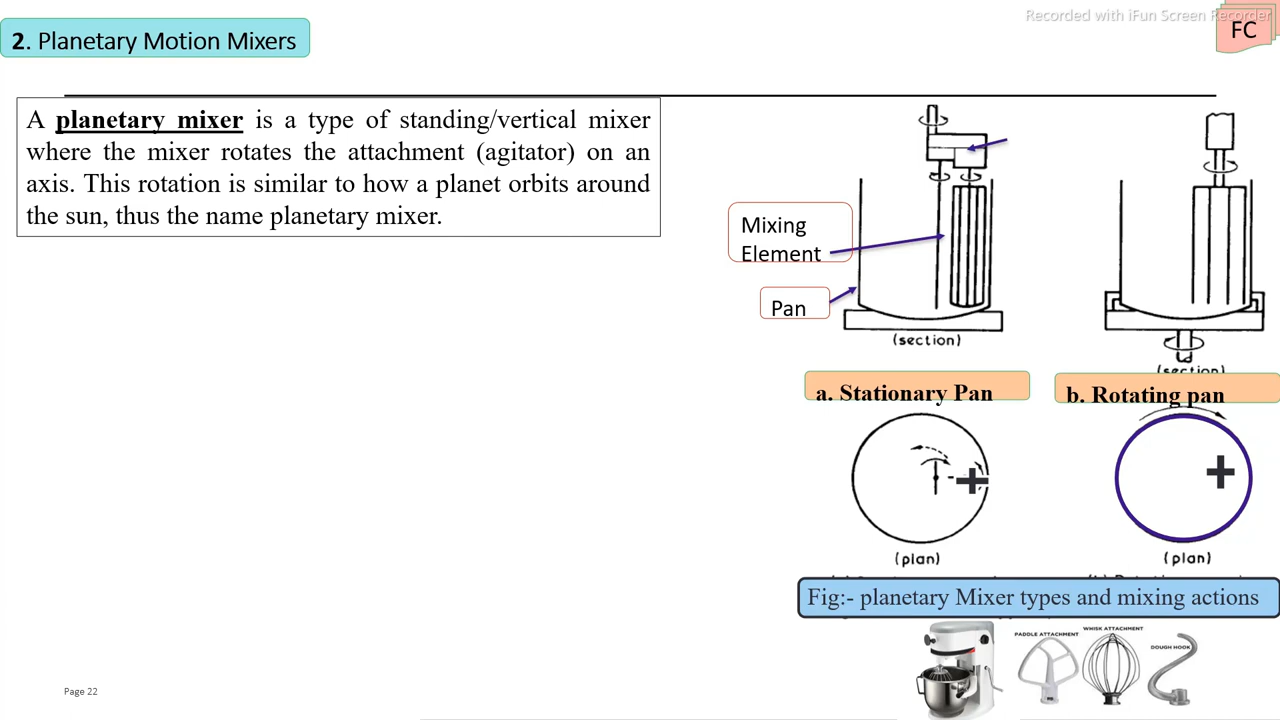 Recorded with iFun Screen Recorder
FC
2. Planetary Motion Mixers
A planetary mixer is a type of standing/vertical mixer
where the mixer rotates the attachment (agitator) on an
axis. This rotation is similar to how a planet orbits around
the sun, thus the name planetary mixer.
Mixing
Element
Pan
(section)
(section)
a. Stationary Pan
b. Rotating pan
(plan)
(plan)
Fig:- planetary Mixer types and mixing actions
PADDLE ATTACHMENT
WHISK ATTACHMENT
DOUGH HOOK
Page 22